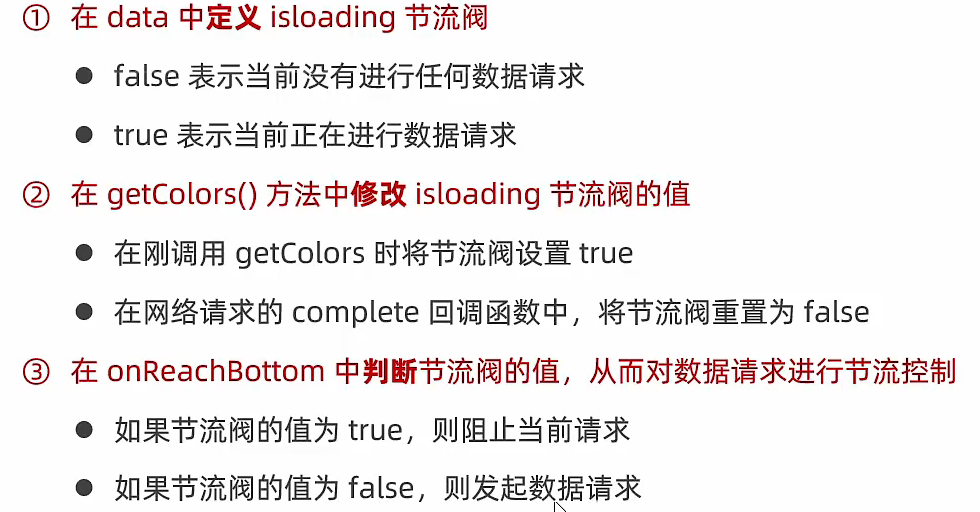 ① 在 data 中定义 isloading 节流阀
● false 表示当前没有进行任何数据请求
● true 表示当前正在进行数据请求
② 在 getColors() 方法中修改 isloading 节流阀的值
● 在刚调用 getColors 时将节流阀设置 true
● 在网络请求的 complete 回调函数中，将节流阀重置为 false
③ 在 onReachBottom 中判断节流阀的值，从而对数据请求进行节流控制
● 如果节流阀的值为 true，则阻止当前请求
● 如果节流阀的值为 false，则发起数据请求